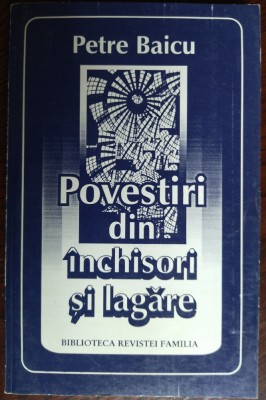 Petre Baicu
Povestiri
din
închisori
și lagăre
BIBLIOTECA REVISTEI FAMILIA